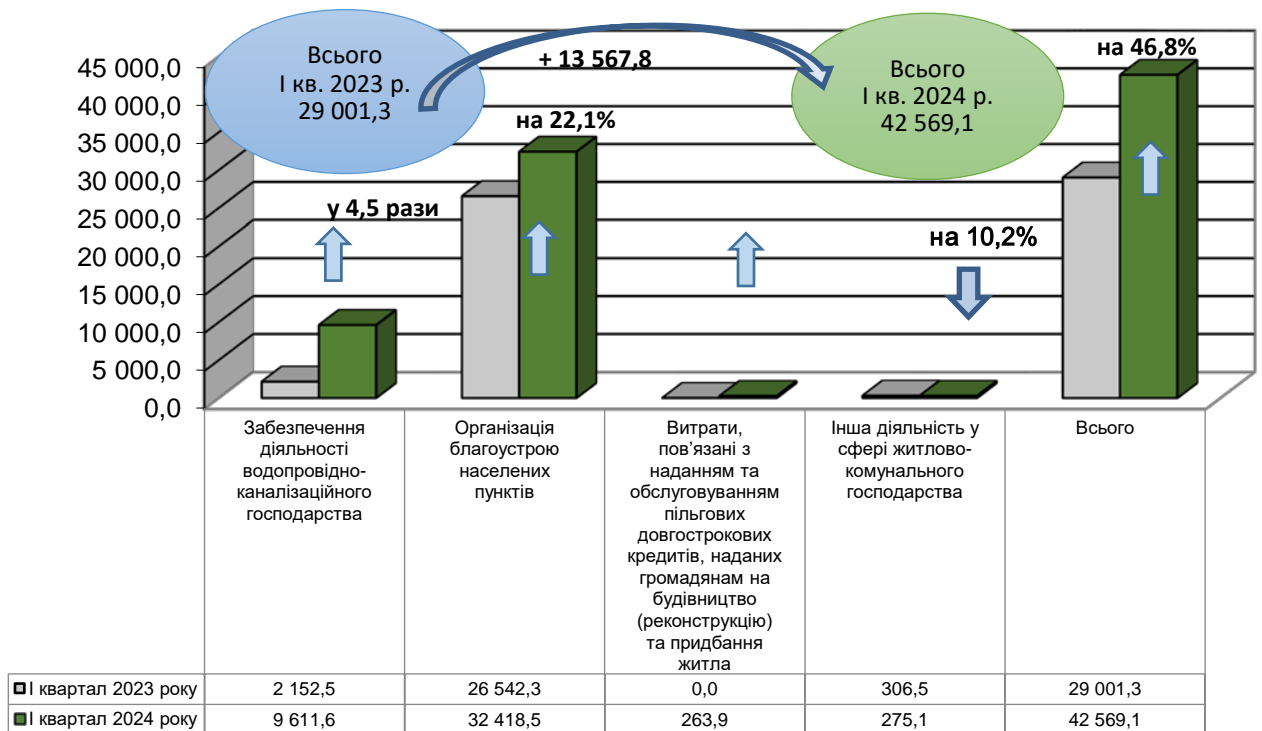 Всього
І кв. 2023 р.
29 001,3
+ 13 567,8
Всього
І кв. 2024 р.
42 569,1
на 46,8%
на 22,1%
у 4,5 рази
на 10,2%
45 000,0
40 000,0
35 000,0
30 000,0
25 000,0
20 000,0
15 000,0
10 000,0
5 000,0
0,0
Забезпечення
діяльності
водопровідно-
каналізаційного
господарства
Організація
благоустрою
населених
пунктів
Витрати,
пов’язані з
наданням та
обслуговуванням
пільгових
довгострокових
кредитів, наданих
громадянам на
будівництво
(реконструкцію)
та придбання
житла
Інша діяльність у
сфері житлово-
комунального
господарства
Всього
І квартал 2023 року 2 152,5 26 542,3 0,0 306,5 29 001,3
І квартал 2024 року 9 611,6 32 418,5 263,9 275,1 42 569,1